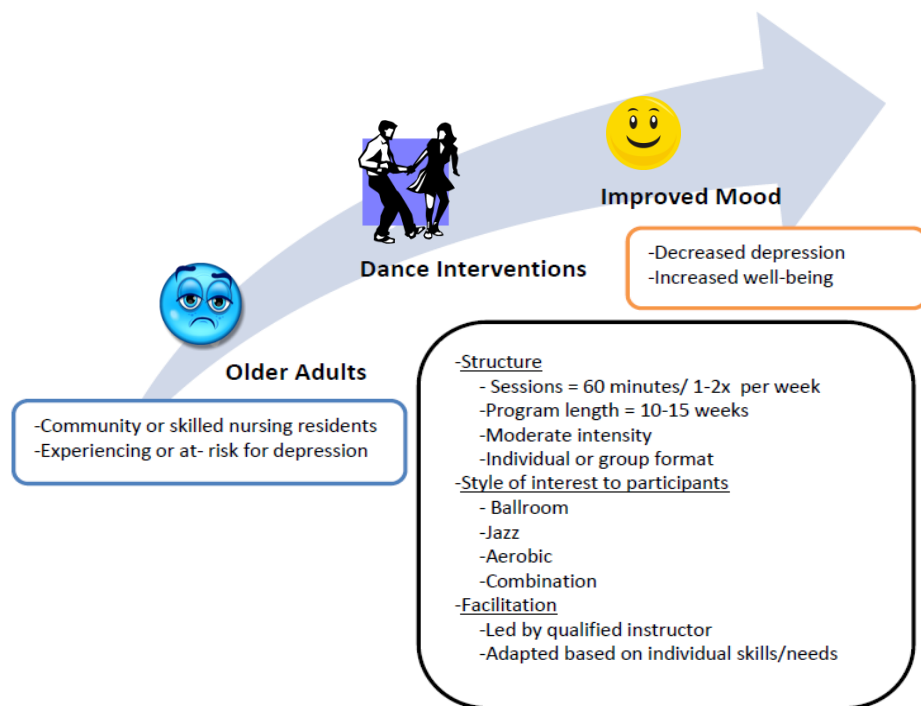 Improved Mood
-Decreased depression
-Increased well-being
Dance Interventions
Older Adults
-Community or skilled nursing residents
-Experiencing or at- risk for depression
-Structure
- Sessions = 60 minutes/ 1-2x per week
-Program length = 10-15 weeks
-Moderate intensity
-Individual or group format
-Style of interest to participants
- Ballroom
-Jazz
-Aerobic
-Combination
-Facilitation
-Led by qualified instructor
-Adapted based on individual skills/needs